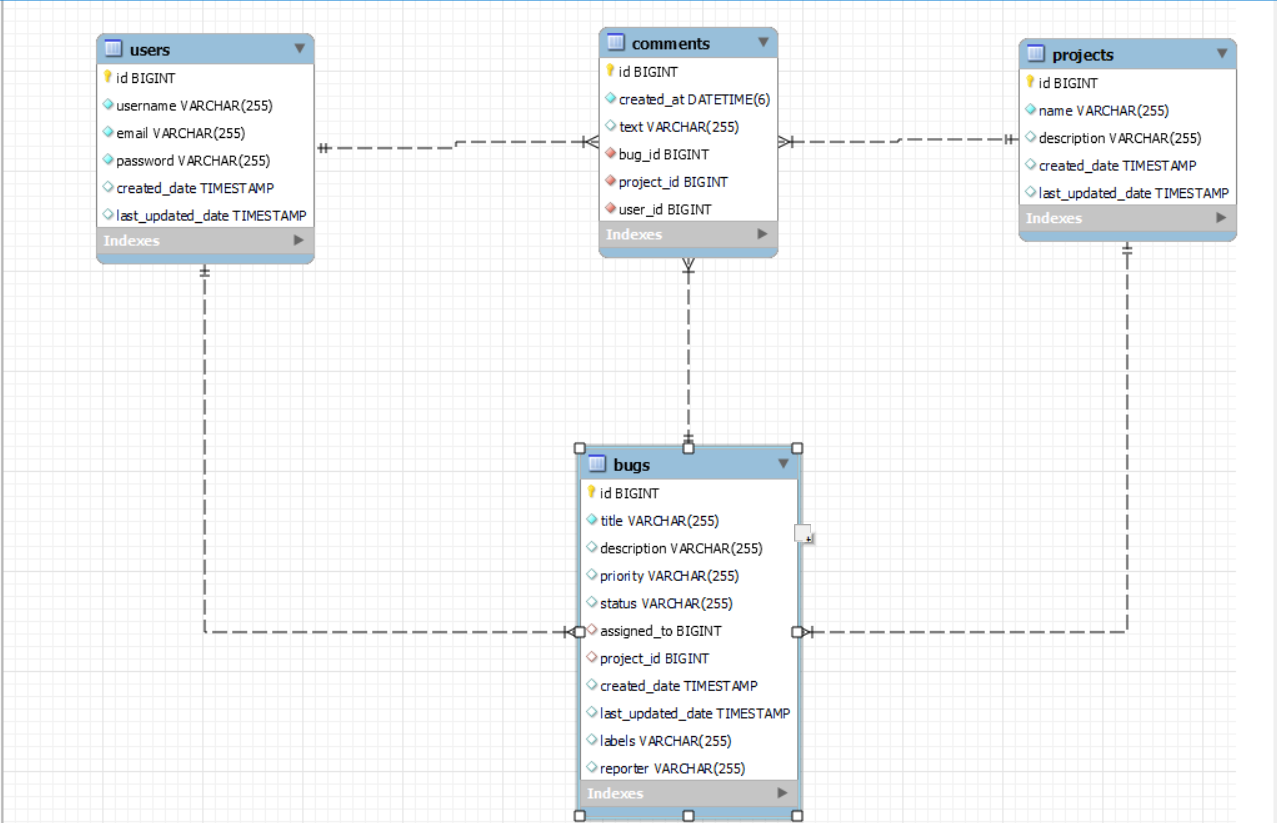 users
id BIGINT
username VARCHAR(255)
email VARCHAR(255)
password VARCHAR(255)
created_date TIMESTAMP
last_updated_date TIMESTAMP
Indexes
comments
id BIGINT
created_at DATETIME(6)
text VARCHAR(255)
bug_id BIGINT
project_id BIGINT
user_id BIGINT
Indexes
projects
id BIGINT
name VARCHAR(255)
description VARCHAR(255)
created_date TIMESTAMP
last_updated_date TIMESTAMP
Indexes
bugs
id BIGINT
title VARCHAR(255)
description VARCHAR(255)
priority VARCHAR(255)
status VARCHAR(255)
assigned_to BIGINT
project_id BIGINT
created_date TIMESTAMP
last_updated_date TIMESTAMP
labels VARCHAR(255)
reporter VARCHAR(255)
Indexes